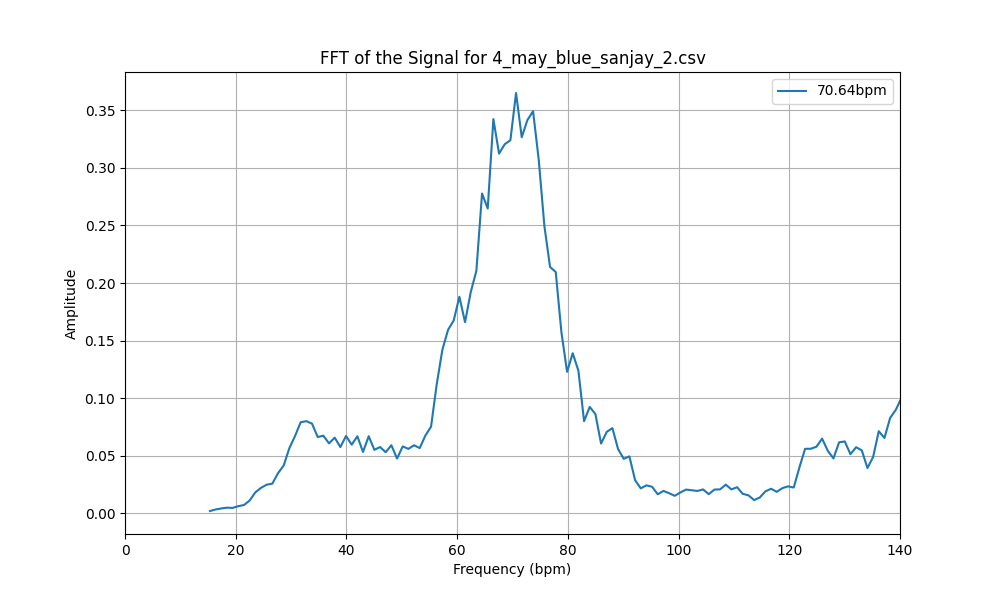 FFT of the Signal for 4_may_blue_sanjay_2.csv
70.64bpm
0.35
0.30
0.25
0.20
0.15
0.10
0.05
0.00
Amplitude
0 20 40 60 80 100 120 140
Frequency (bpm)